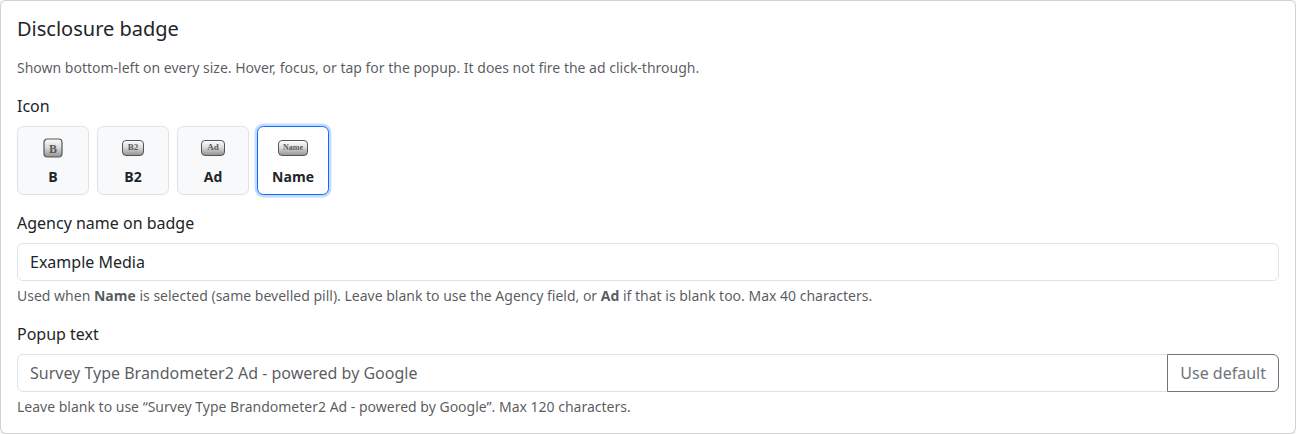 Disclosure badge
Shown bottom-left on every size. Hover, focus, or tap for the popup. It does not fire the ad click-through.
Icon
B B2 Ad Name
B B2 Ad Name
Agency name on badge
Example Media
Used when Name is selected (same bevelled pill). Leave blank to use the Agency field, or Ad if that is blank too. Max 40 characters.
Popup text
Survey Type Brandometer2 Ad - powered by Google Use default
Leave blank to use “Survey Type Brandometer2 Ad - powered by Google”. Max 120 characters.